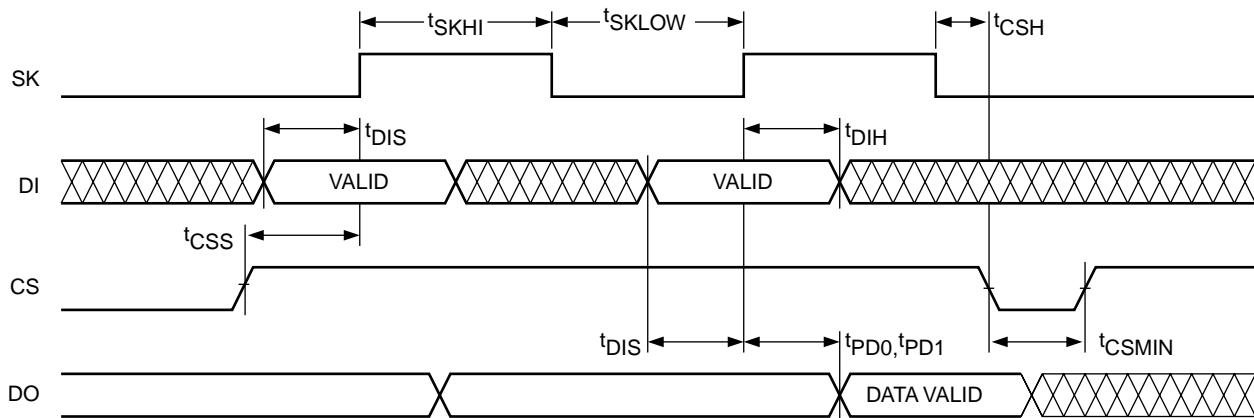 tSKHI tSKLOW tCSH
SK
tDIS tDIH
DI VALID VALID
tCSS
CS
tDIS tPD0,tPD1 tCSMIN
DO DATA VALID